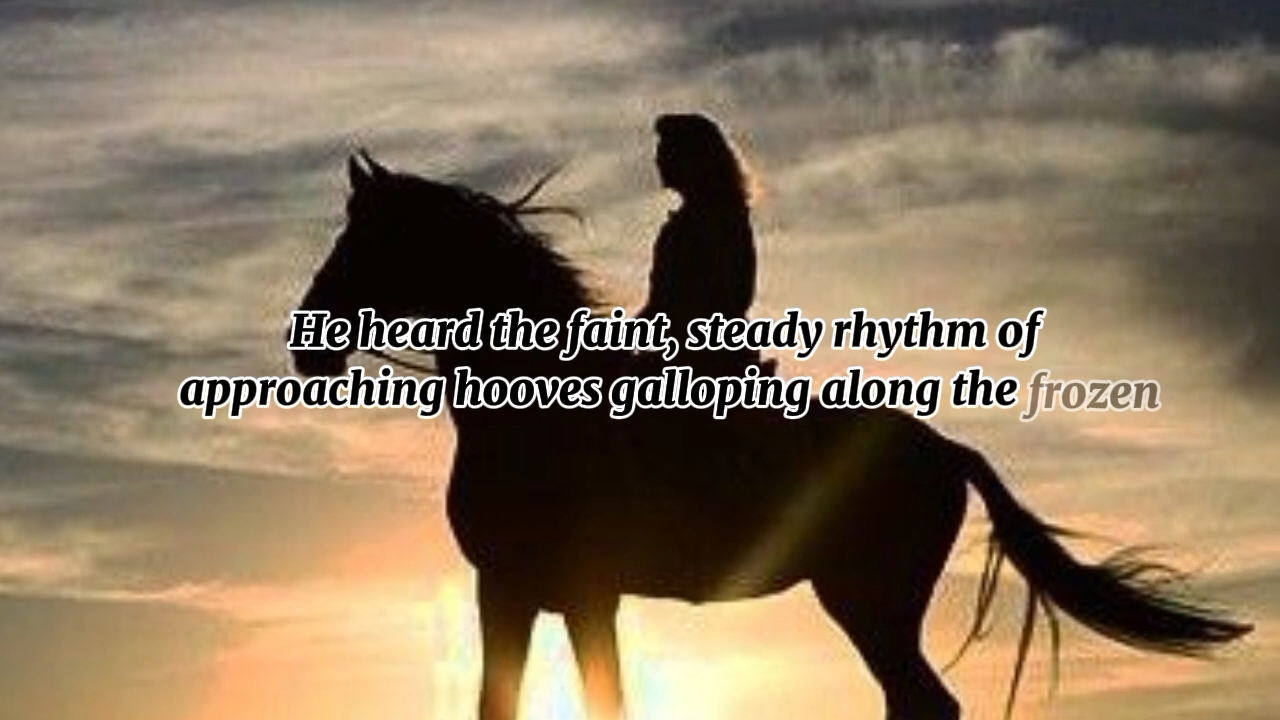 He heard the faint, steady rhythm of
approaching hooves galloping along the frozen